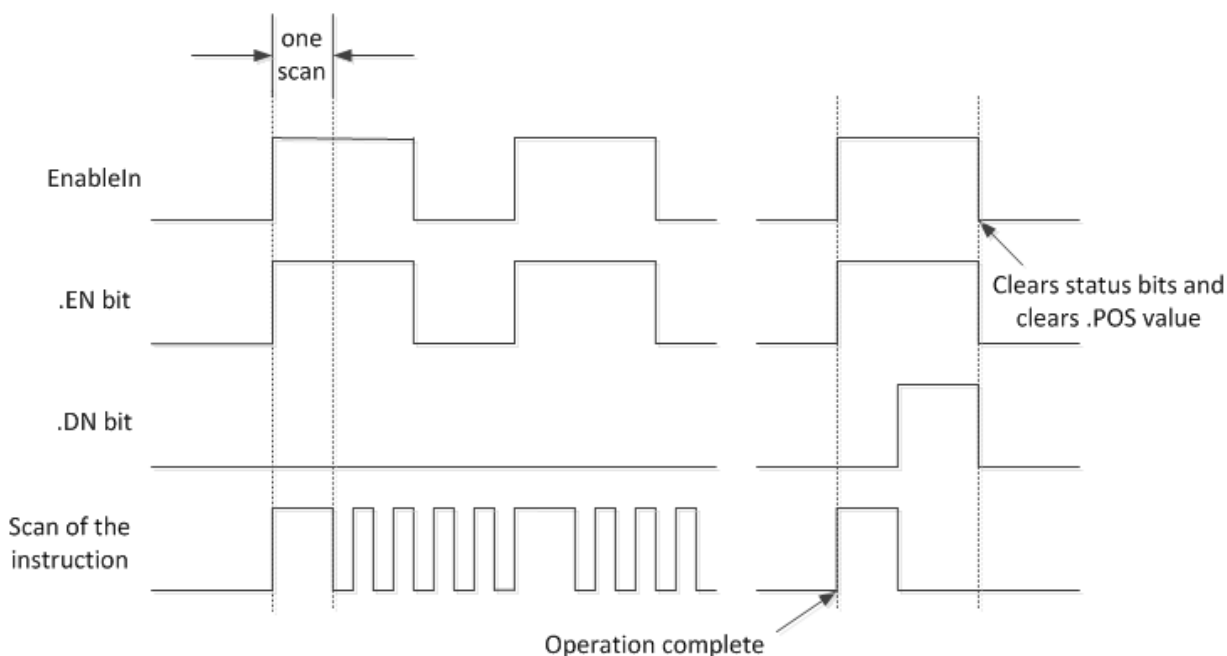 one
scan
EnableIn
.EN bit
Clears status bits and
clears .POS value
.DN bit
Scan of the
instruction
Operation complete